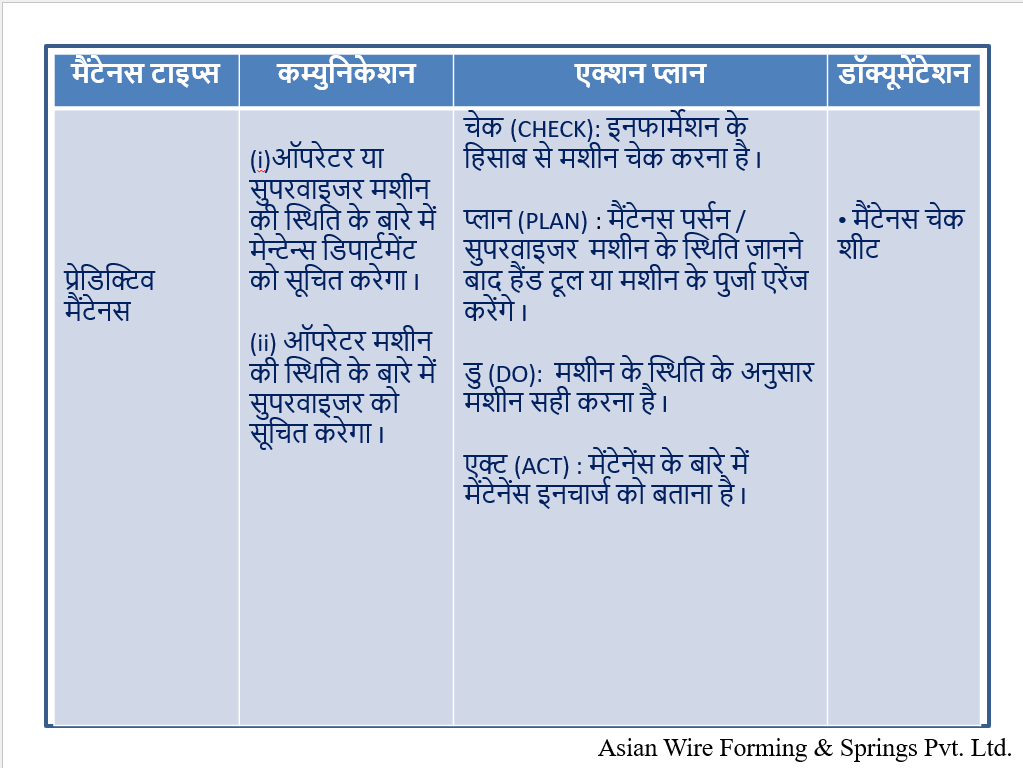 मैंटेनस टाइप्स
कम्युनिकेशन
एक्शन प्लान
डॉक्यूमेंटेशन
प्रेडिक्टिव
मैंटेनस
(i)ऑपरेटर या
सुपरवाइजर मशीन
की स्थिति के बारे में
मेन्टेन्स डिपार्टमेंट
को सूचित करेगा।
(ii) ऑपरेटर मशीन
की स्थिति के बारे में
सुपरवाइजर को
सूचित करेगा।
चेक (CHECK): इनफार्मेशन के
हिसाब से मशीन चेक करना है।
प्लान (PLAN) : मैंटेनस पर्सन /
सुपरवाइजर मशीन के स्थिति जानने
बाद हैंड टूल या मशीन के पुर्जा एरेंज
करेंगे।
डु (DO): मशीन के स्थिति के अनुसार
मशीन सही करना है।
एक्ट (ACT) : मेंटेनेंस के बारे में
मेंटेनेंस इनचार्ज को बताना है।
• मैंटेनस चेक
शीट
Asian Wire Forming & Springs Pvt. Ltd.